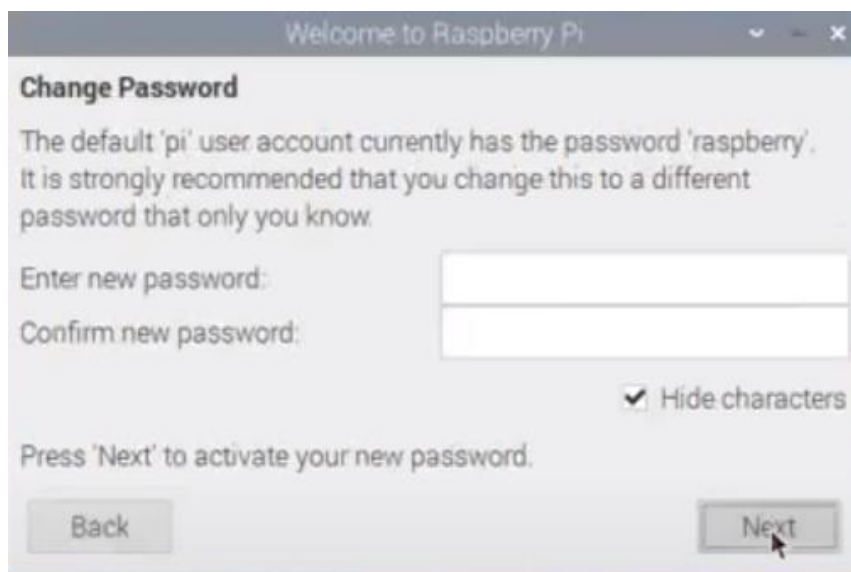 Welcome to Raspberry Pi
Change Password
The default 'pi' user account currently has the password 'raspberry'.
It is strongly recommended that you change this to a different
password that only you know.
Enter new password:
Confirm new password:
Hide characters
Press 'Next' to activate your new password.
Back
Next